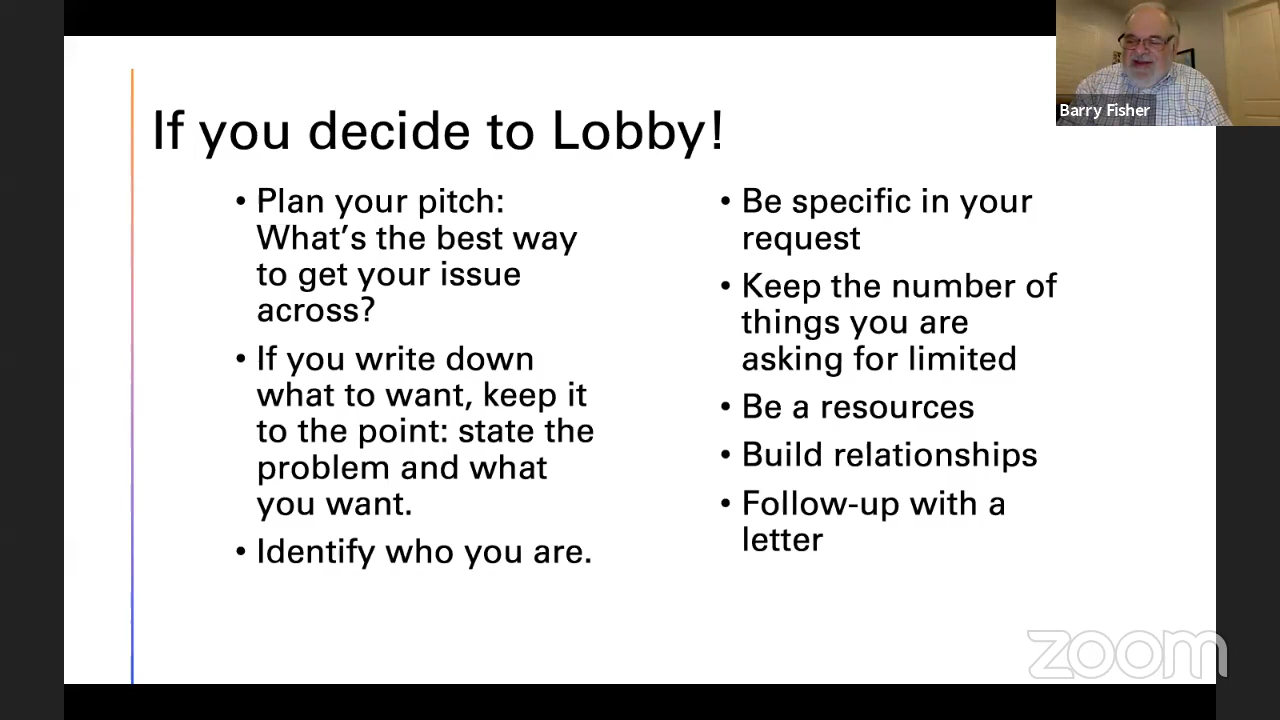 If you decide to Lobby!
• Plan your pitch:
What's the best way
to get your issue
across?
• If you write down
what to want, keep it
to the point: state the
problem and what
you want.
• Identify who you are.
• Be specific in your
request
• Keep the number of
things you are
asking for limited
• Be a resources
• Build relationships
• Follow-up with a
letter
Barry Fisher
zoom